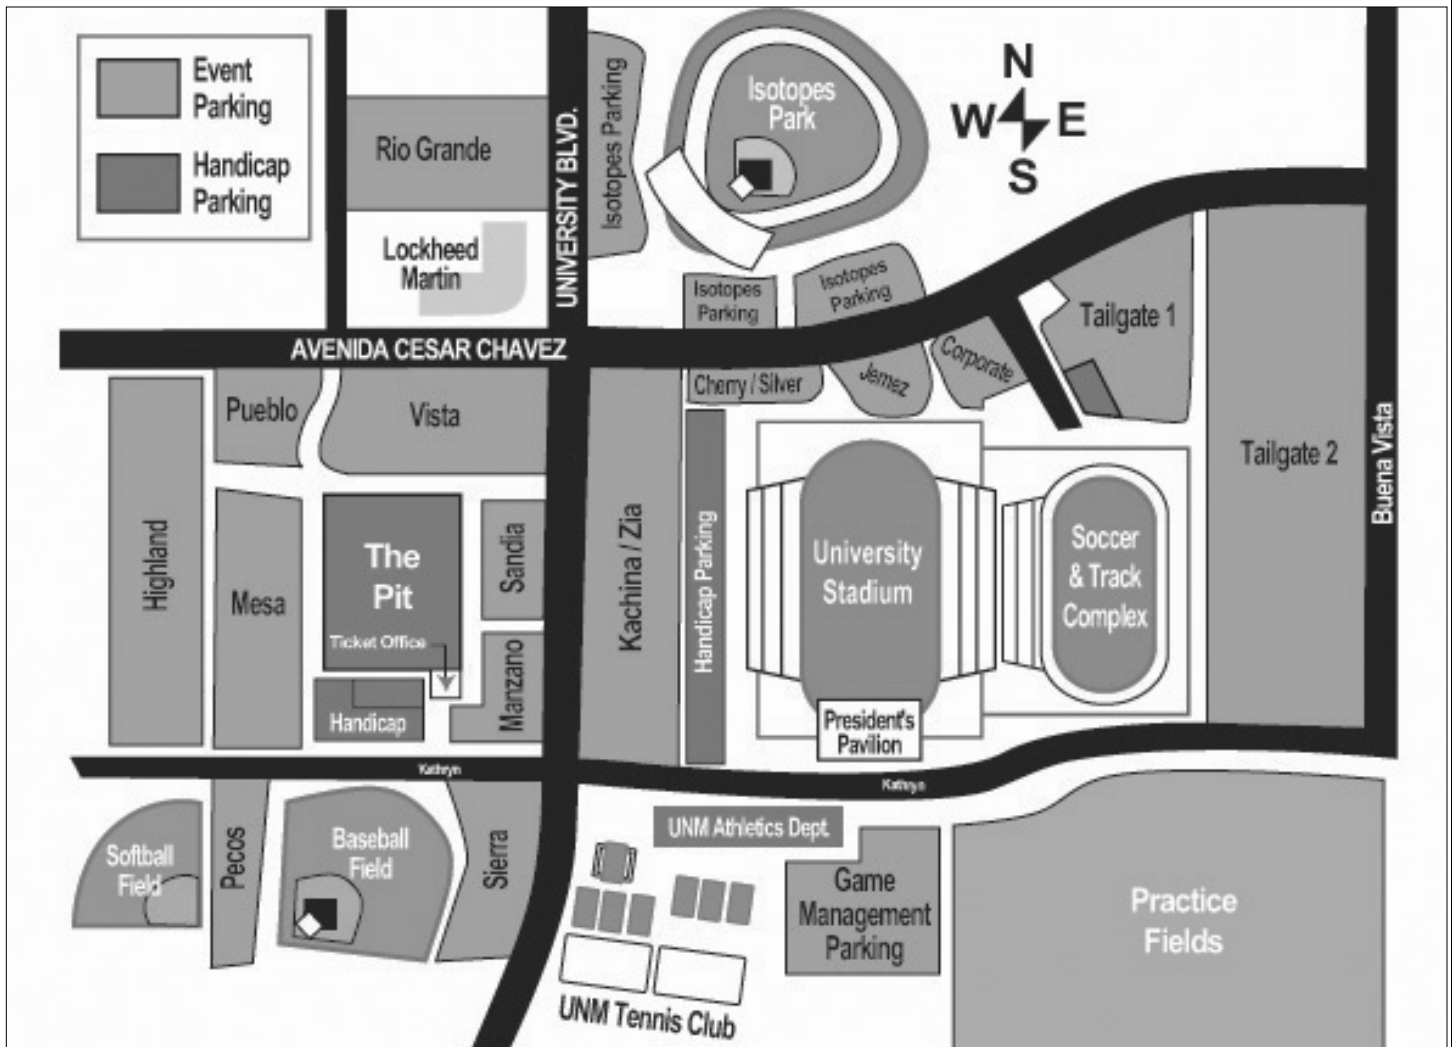 Event
Parking
Handicap
Parking
Rio Grande
Lockheed
Martin
UNIVERSITY BLVD.
Isotopes Parking
Isotopes
Park
N
W E
S
Isotopes
Parking
Isotopes
Parking
AVENIDA CESAR CHAVEZ
Pueblo
Vista
Cherry / Silver
Jemez
Corporate
Tailgate 1
Tailgate 2
Buena Vista
Highland
Mesa
The
Pit
Ticket Office
Sandia
Manzano
Handicap
Kachina / Zia
Handicap Parking
University
Stadium
Soccer
& Track
Complex
President's
Pavilion
Kathryn
Kathryn
Softball
Field
Pecos
Baseball
Field
Sierra
UNM Athletics Dept.
Game
Management
Parking
Practice
Fields
UNM Tennis Club